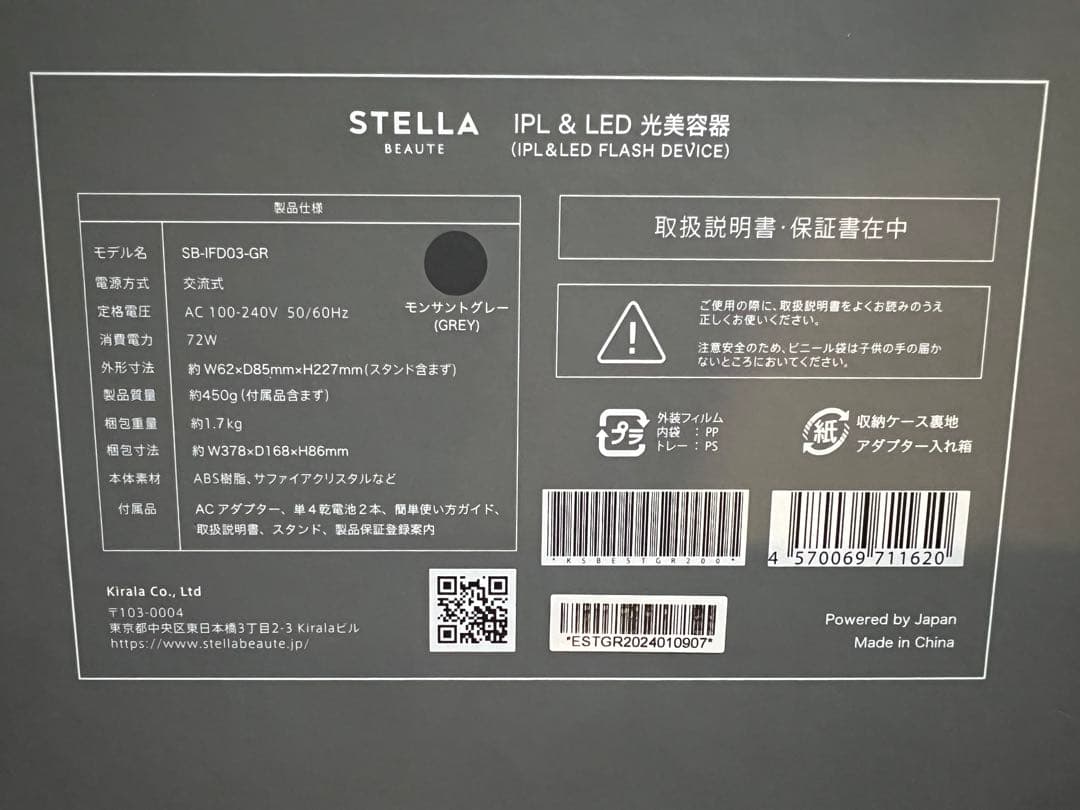 STELLA
BEAUTE
IPL & LED 光美容器
(IPL&LED FLASH DEVICE)
製品仕様
モデル名 SB-IFD03-GR
電源方式 交流式
定格電圧 AC 100-240V 50/60Hz
消費電力 72W
外形寸法 約 W62×D85mm×H227mm(スタンド含まず)
製品質量 約450g(付属品含まず)
梱包重量 約1.7kg
梱包寸法 約 W378×D168×H86mm
本体素材 ABS樹脂、サファイアクリスタルなど
付属品 AC アダプター、単4乾電池2本、簡単使い方ガイド、
取扱説明書、スタンド、製品保証登録案内
モンサントグレー
(GREY)
取扱説明書・保証書在中
ご使用の際に、取扱説明書をよくお読みのうえ
正しくお使いください。
注意安全のため、ビニール袋は子供の手の届か
ないところにおいてください。
プラ
外装フィルム
内袋 : PP
トレー : PS
紙
収納ケース裏地
アダプター入れ箱
*KSBESTGR200*
4 570069 711620
*ESTGR2024010907*
Kirala Co., Ltd
〒103-0004
東京都中央区東日本橋3丁目2-3 Kiralaビル
https://www.stellabeaute.jp/
Powered by Japan
Made in China